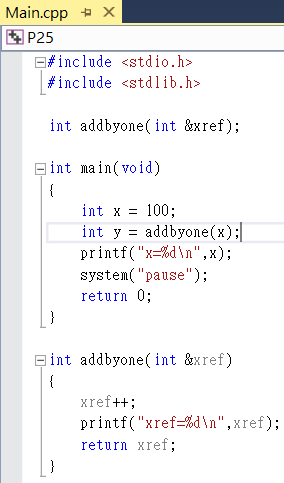 Main.cpp
P25
#include <stdio.h>
#include <stdlib.h>
int addbyone(int &xref);
int main(void)
{
int x = 100;
int y = addbyone(x);
printf("x=%d\n",x);
system("pause");
return 0;
}
int addbyone(int &xref)
{
xref++;
printf("xref=%d\n",xref);
return xref;
}